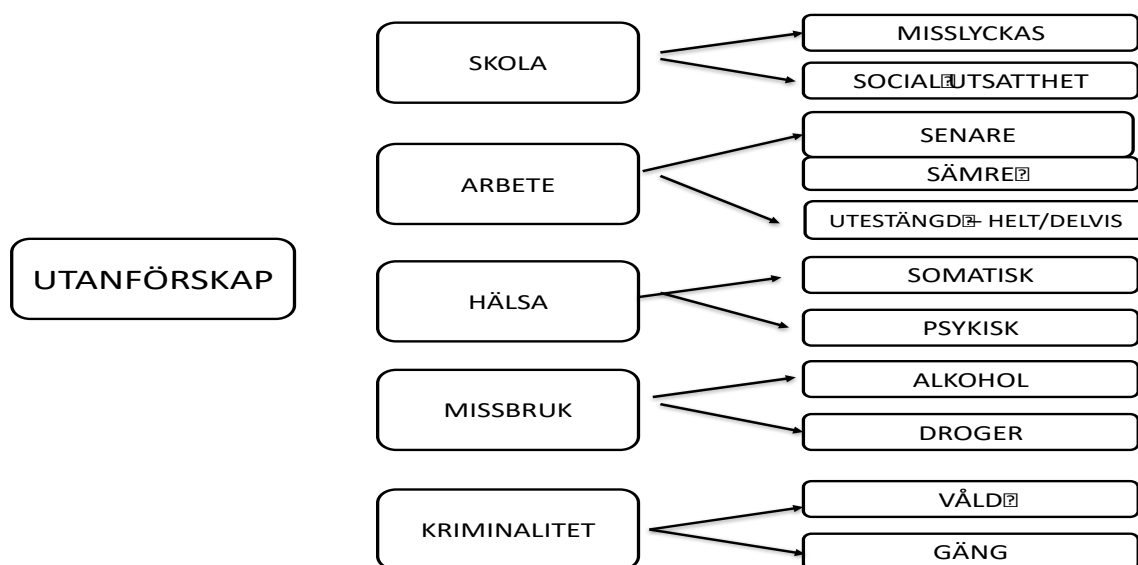 UTANFÖRSKAP
SKOLA
MISSLYCKAS
SOCIAL UTSATTHET
ARBETE
SENARE
SÄMRE
UTESTÄNGD – HELT/DELVIS
HÄLSA
SOMATISK
PSYKISK
MISSBRUK
ALKOHOL
DROGER
KRIMINALITET
VÅLD
GÄNG